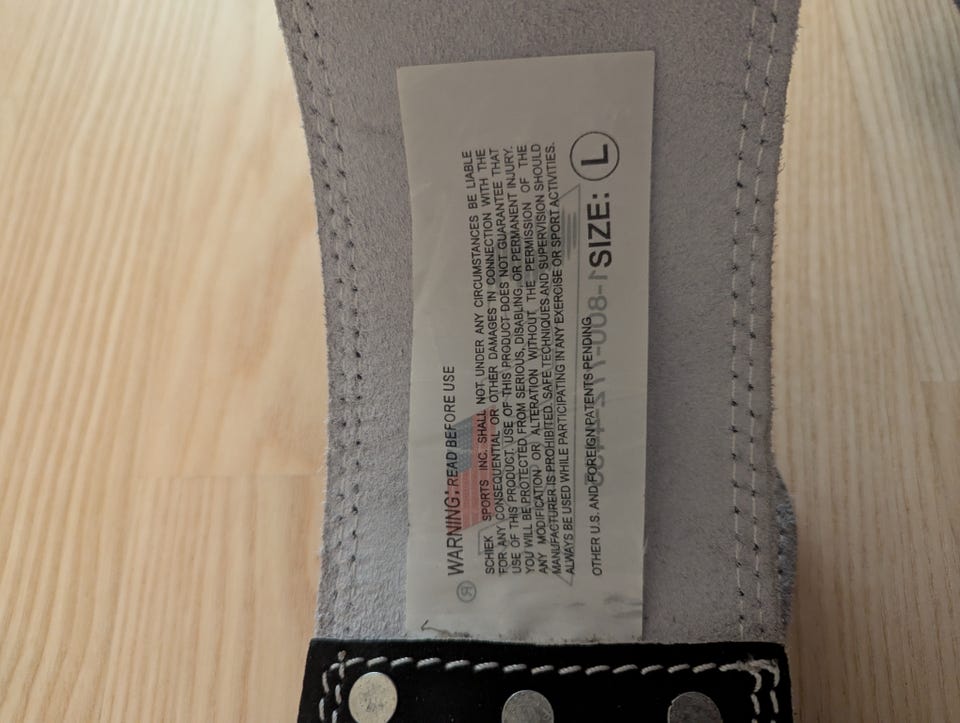 WARNING: READ BEFORE USE
SCHIEK SPORTS INC. SHALL NOT UNDER ANY CIRCUMSTANCES BE LIABLE
FOR ANY CONSEQUENTIAL OR OTHER DAMAGES IN CONNECTION WITH THE
USE OF THIS PRODUCT. USE OF THIS PRODUCT DOES NOT GUARANTEE THAT
YOU WILL BE PROTECTED FROM SERIOUS, DISABLING, OR PERMANENT INJURY.
ANY MODIFICATION OR ALTERATION WITHOUT THE PERMISSION OF THE
MANUFACTURER IS PROHIBITED. SAFE TECHNIQUES AND SUPERVISION SHOULD
ALWAYS BE USED WHILE PARTICIPATING IN ANY EXERCISE OR SPORT ACTIVITIES.
OTHER U.S. AND FOREIGN PATENTS PENDING
SIZE: L
®